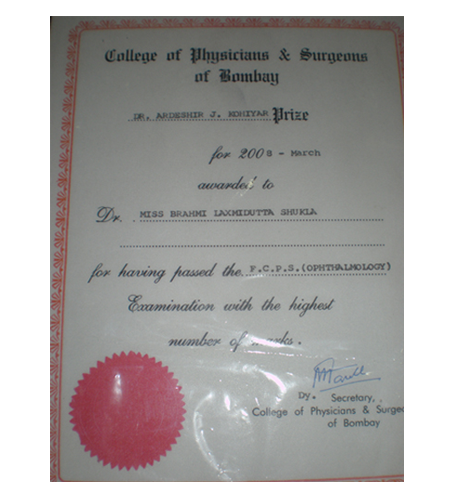 College of Physicians & Surgeons
of Bombay
DR. ARDESHIR J. KOHIYAR Prize
for 2008 - March
awarded to
Dr. MISS BRAHMI LAXMIDUTTA SHUKLA
for having passed the F.C.P.S.(OPHTHALMOLOGY)
Examination with the highest
number of marks.
Dy. Secretary,
College of Physicians & Surgeo
of Bombay